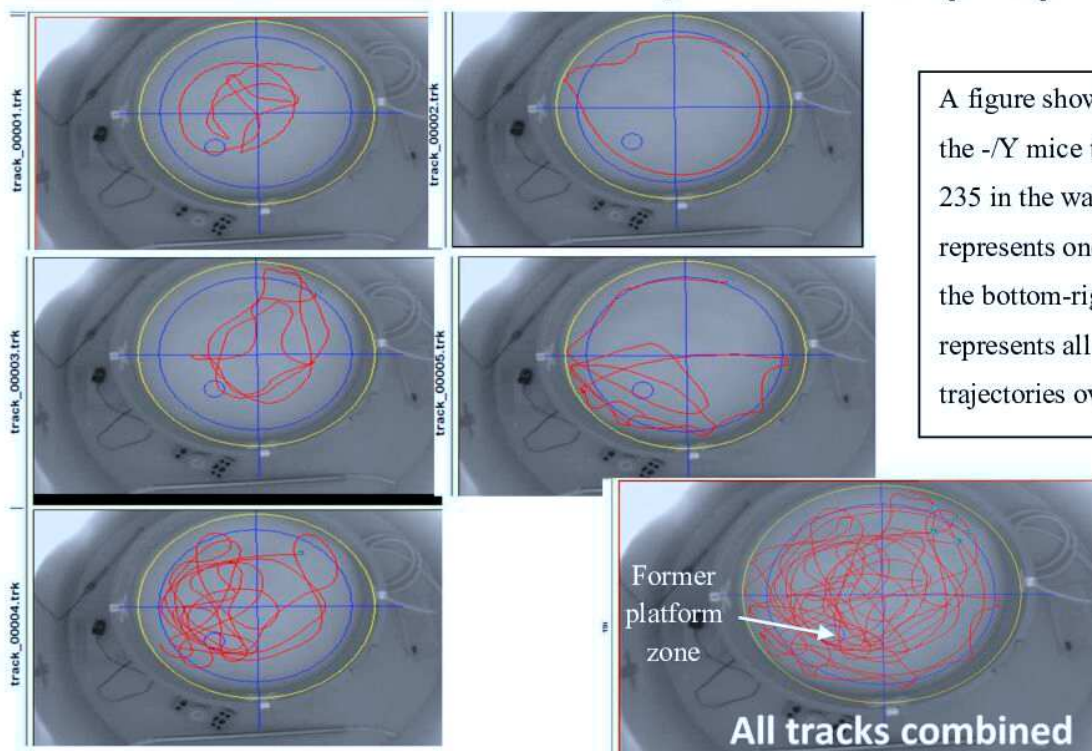 track_00001.trk
track_00002.trk
A figure show
the -/Y mice t
235 in the wa
represents on
the bottom-rig
represents all
trajectories ov
track_00003.trk
track_00005.trk
track_00004.trk
Former
platform
zone
All tracks combined